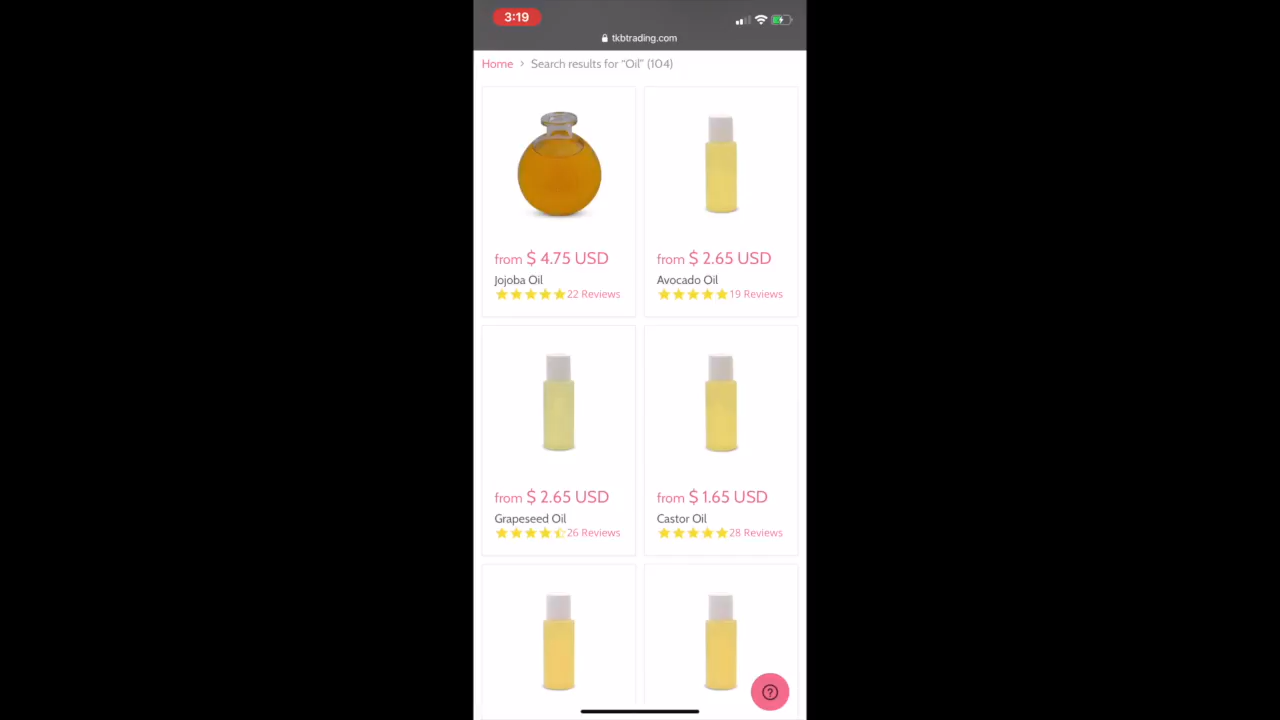 3:19
tkbtrading.com
Home > Search results for “Oil” (104)
from $ 4.75 USD
Jojoba Oil
22 Reviews
from $ 2.65 USD
Avocado Oil
19 Reviews
from $ 2.65 USD
Grapeseed Oil
26 Reviews
from $ 1.65 USD
Castor Oil
28 Reviews
?